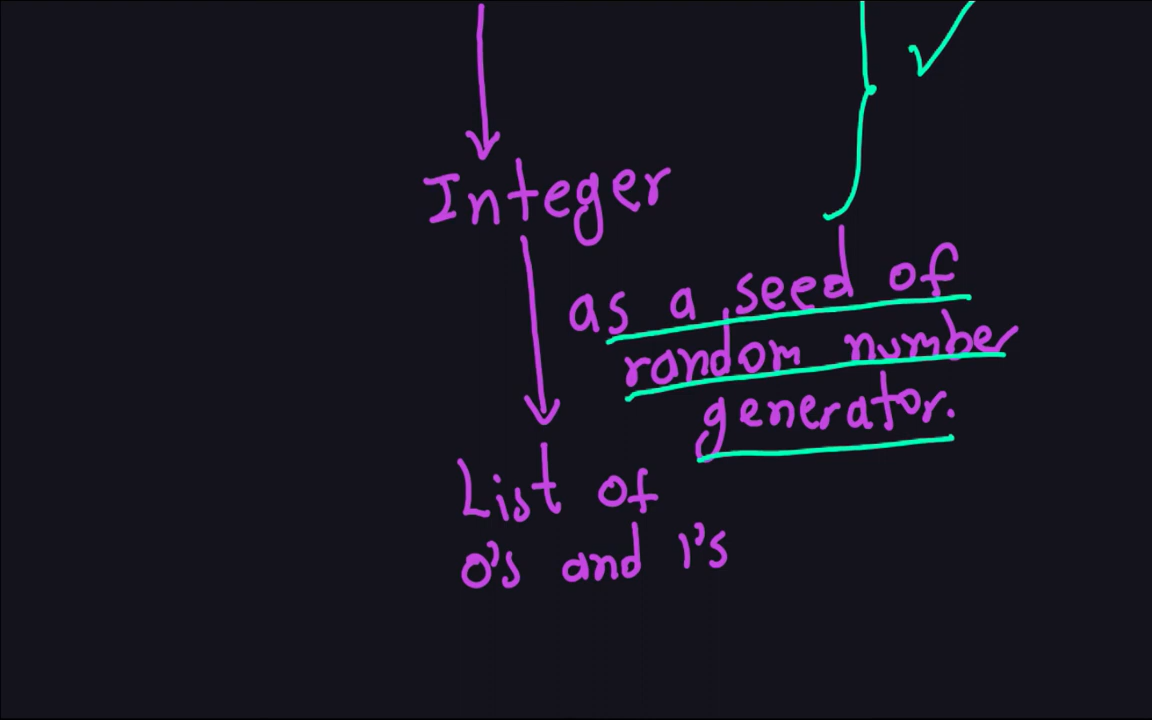 Integer
as a seed of
random number
generator.
List of
0's and 1's